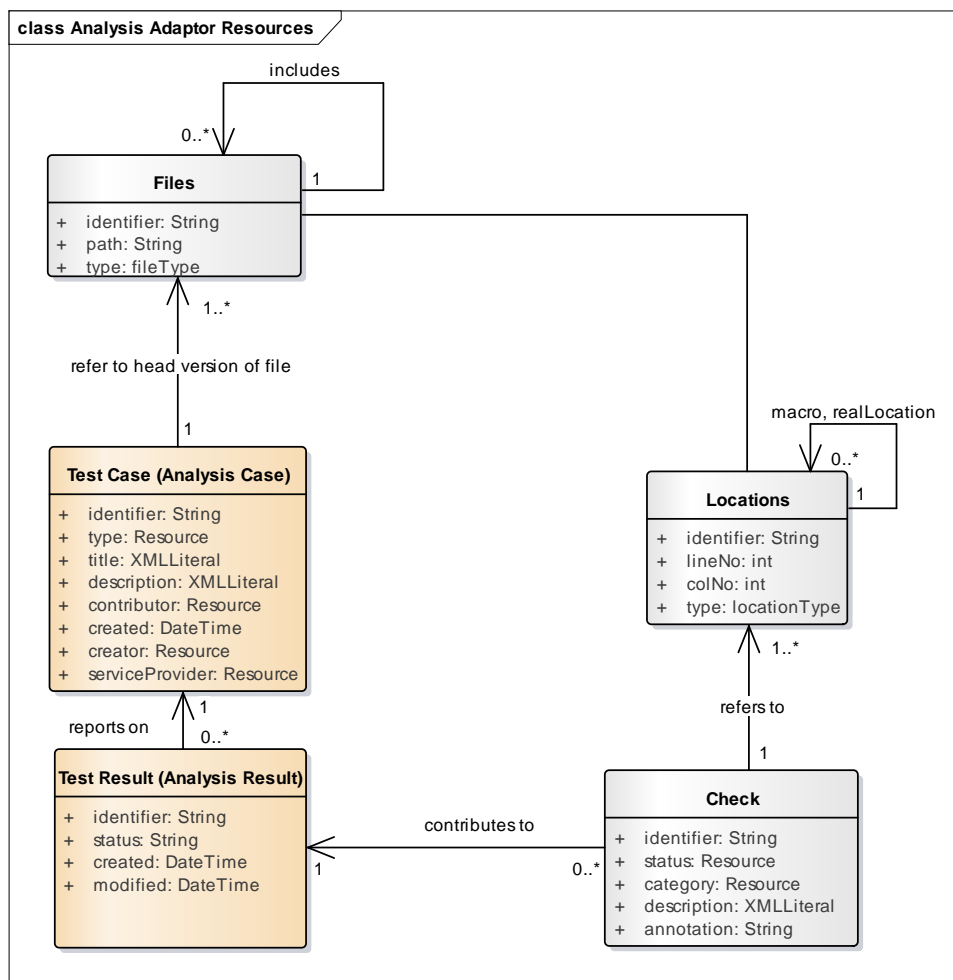 class Analysis Adaptor Resources
includes
0..*
1
Files
+ identifier: String
+ path: String
+ type: fileType
1..*
refer to head version of file
1
macro, realLocation
0..*
1
Test Case (Analysis Case)
+ identifier: String
+ type: Resource
+ title: XMLLiteral
+ description: XMLLiteral
+ contributor: Resource
+ created: DateTime
+ creator: Resource
+ serviceProvider: Resource
Locations
+ identifier: String
+ lineNo: int
+ colNo: int
+ type: locationType
1..*
refers to
1
1
reports on
0..*
Test Result (Analysis Result)
+ identifier: String
+ status: String
+ created: DateTime
+ modified: DateTime
contributes to
1
0..*
Check
+ identifier: String
+ status: Resource
+ category: Resource
+ description: XMLLiteral
+ annotation: String